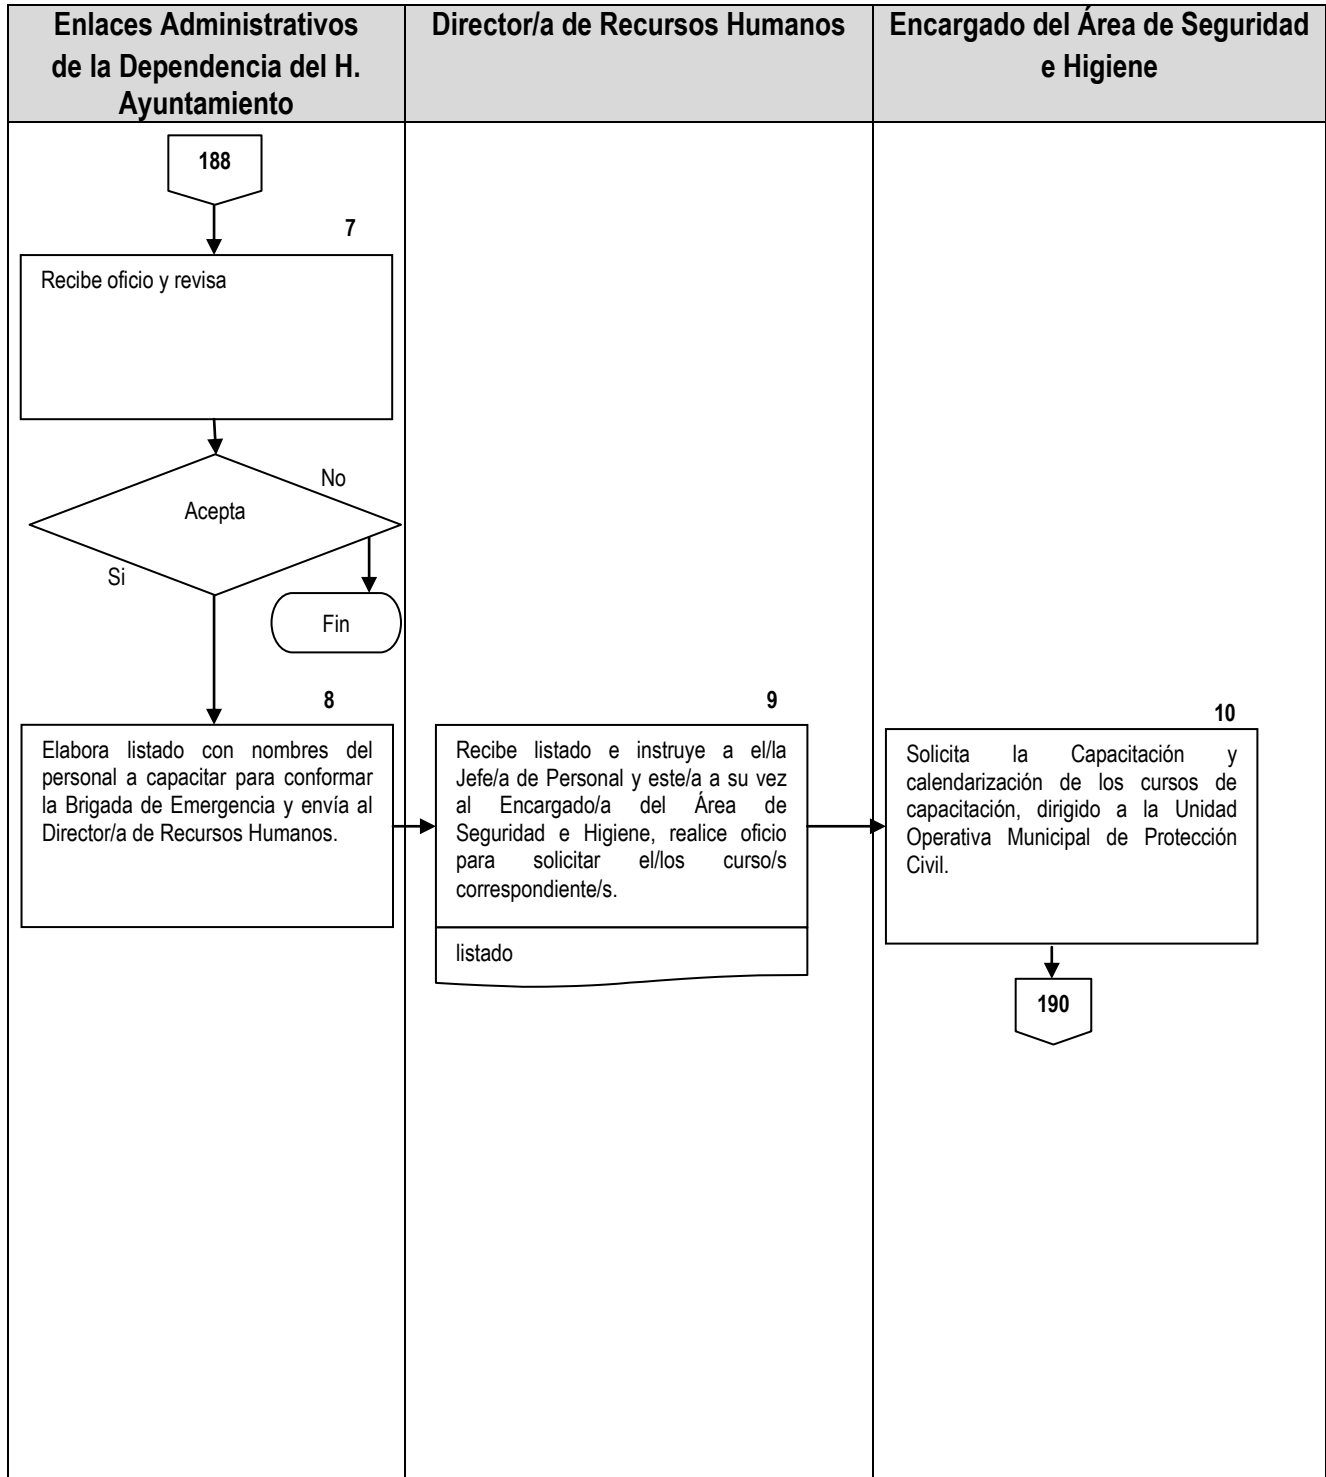 Enlaces Administrativos
de la Dependencia del H.
Ayuntamiento
Director/a de Recursos Humanos
Encargado del Área de Seguridad
e Higiene
188
7
Recibe oficio y revisa
No
Acepta
Si
Fin
8
Elabora listado con nombres del
personal a capacitar para conformar
la Brigada de Emergencia y envía al
Director/a de Recursos Humanos.
9
Recibe listado e instruye a el/la
Jefe/a de Personal y este/a a su vez
al Encargado/a del Área de
Seguridad e Higiene, realice oficio
para solicitar el/los curso/s
correspondiente/s.
listado
10
Solicita la Capacitación y
calendarización de los cursos de
capacitación, dirigido a la Unidad
Operativa Municipal de Protección
Civil.
190